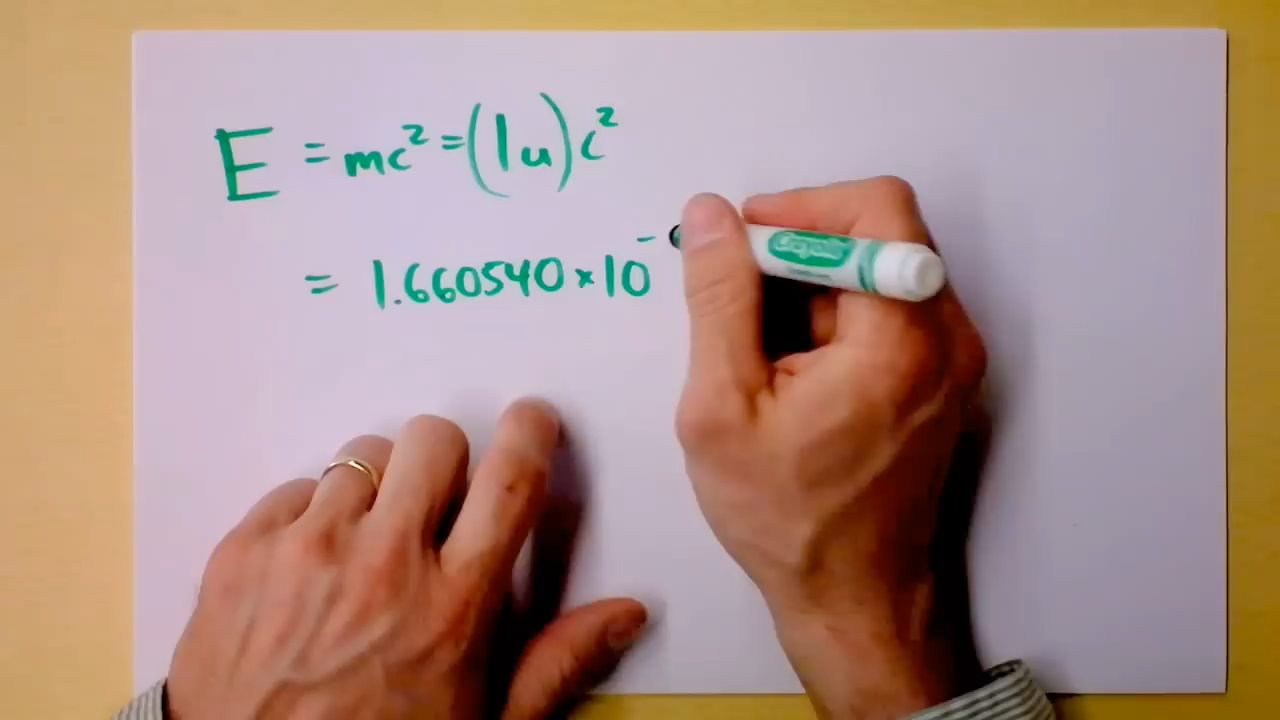 E = mc² = (1u)c²
= 1.660540 × 10⁻
Crayola